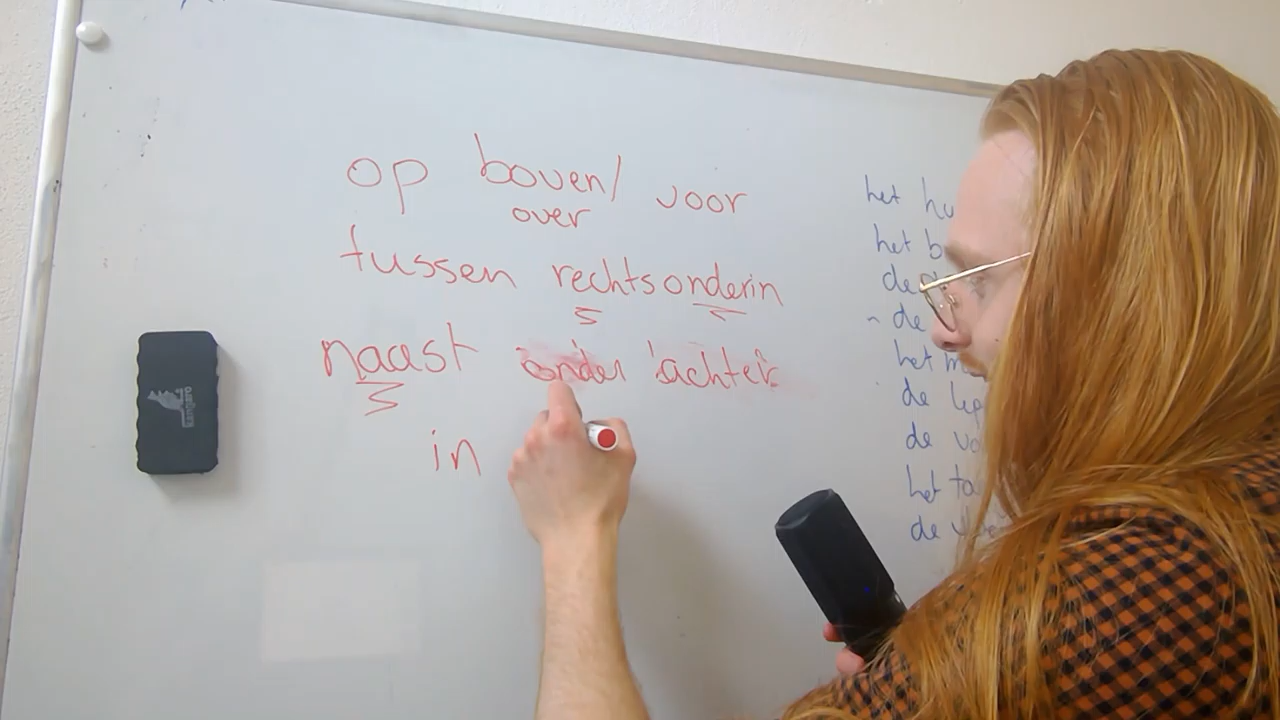 op boven/ voor
over
tussen rechtsonderin
naast onder achter
in
het
het
de
- de
het
de
de
het
de